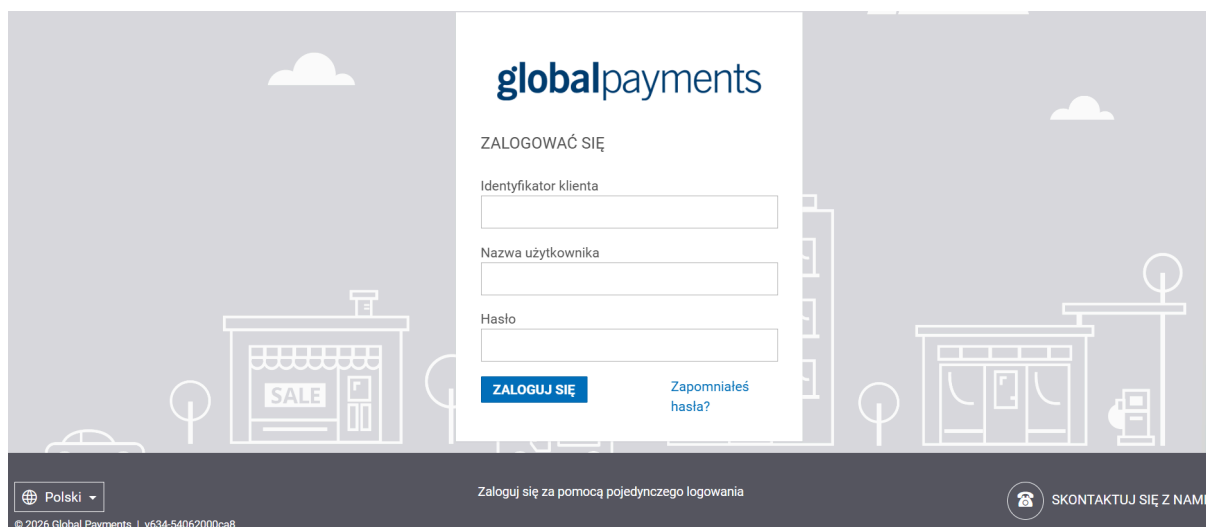 globalpayments
ZALOGOWAĆ SIĘ
Identyfikator klienta
Nazwa użytkownika
Hasło
ZALOGUJ SIĘ
Zapomniałeś
hasła?
SALE
Polski
Zaloguj się za pomocą pojedynczego logowania
SKONTAKTUJ SIĘ Z NAMI
© 2026 Global Payments | v634-54062000ca8